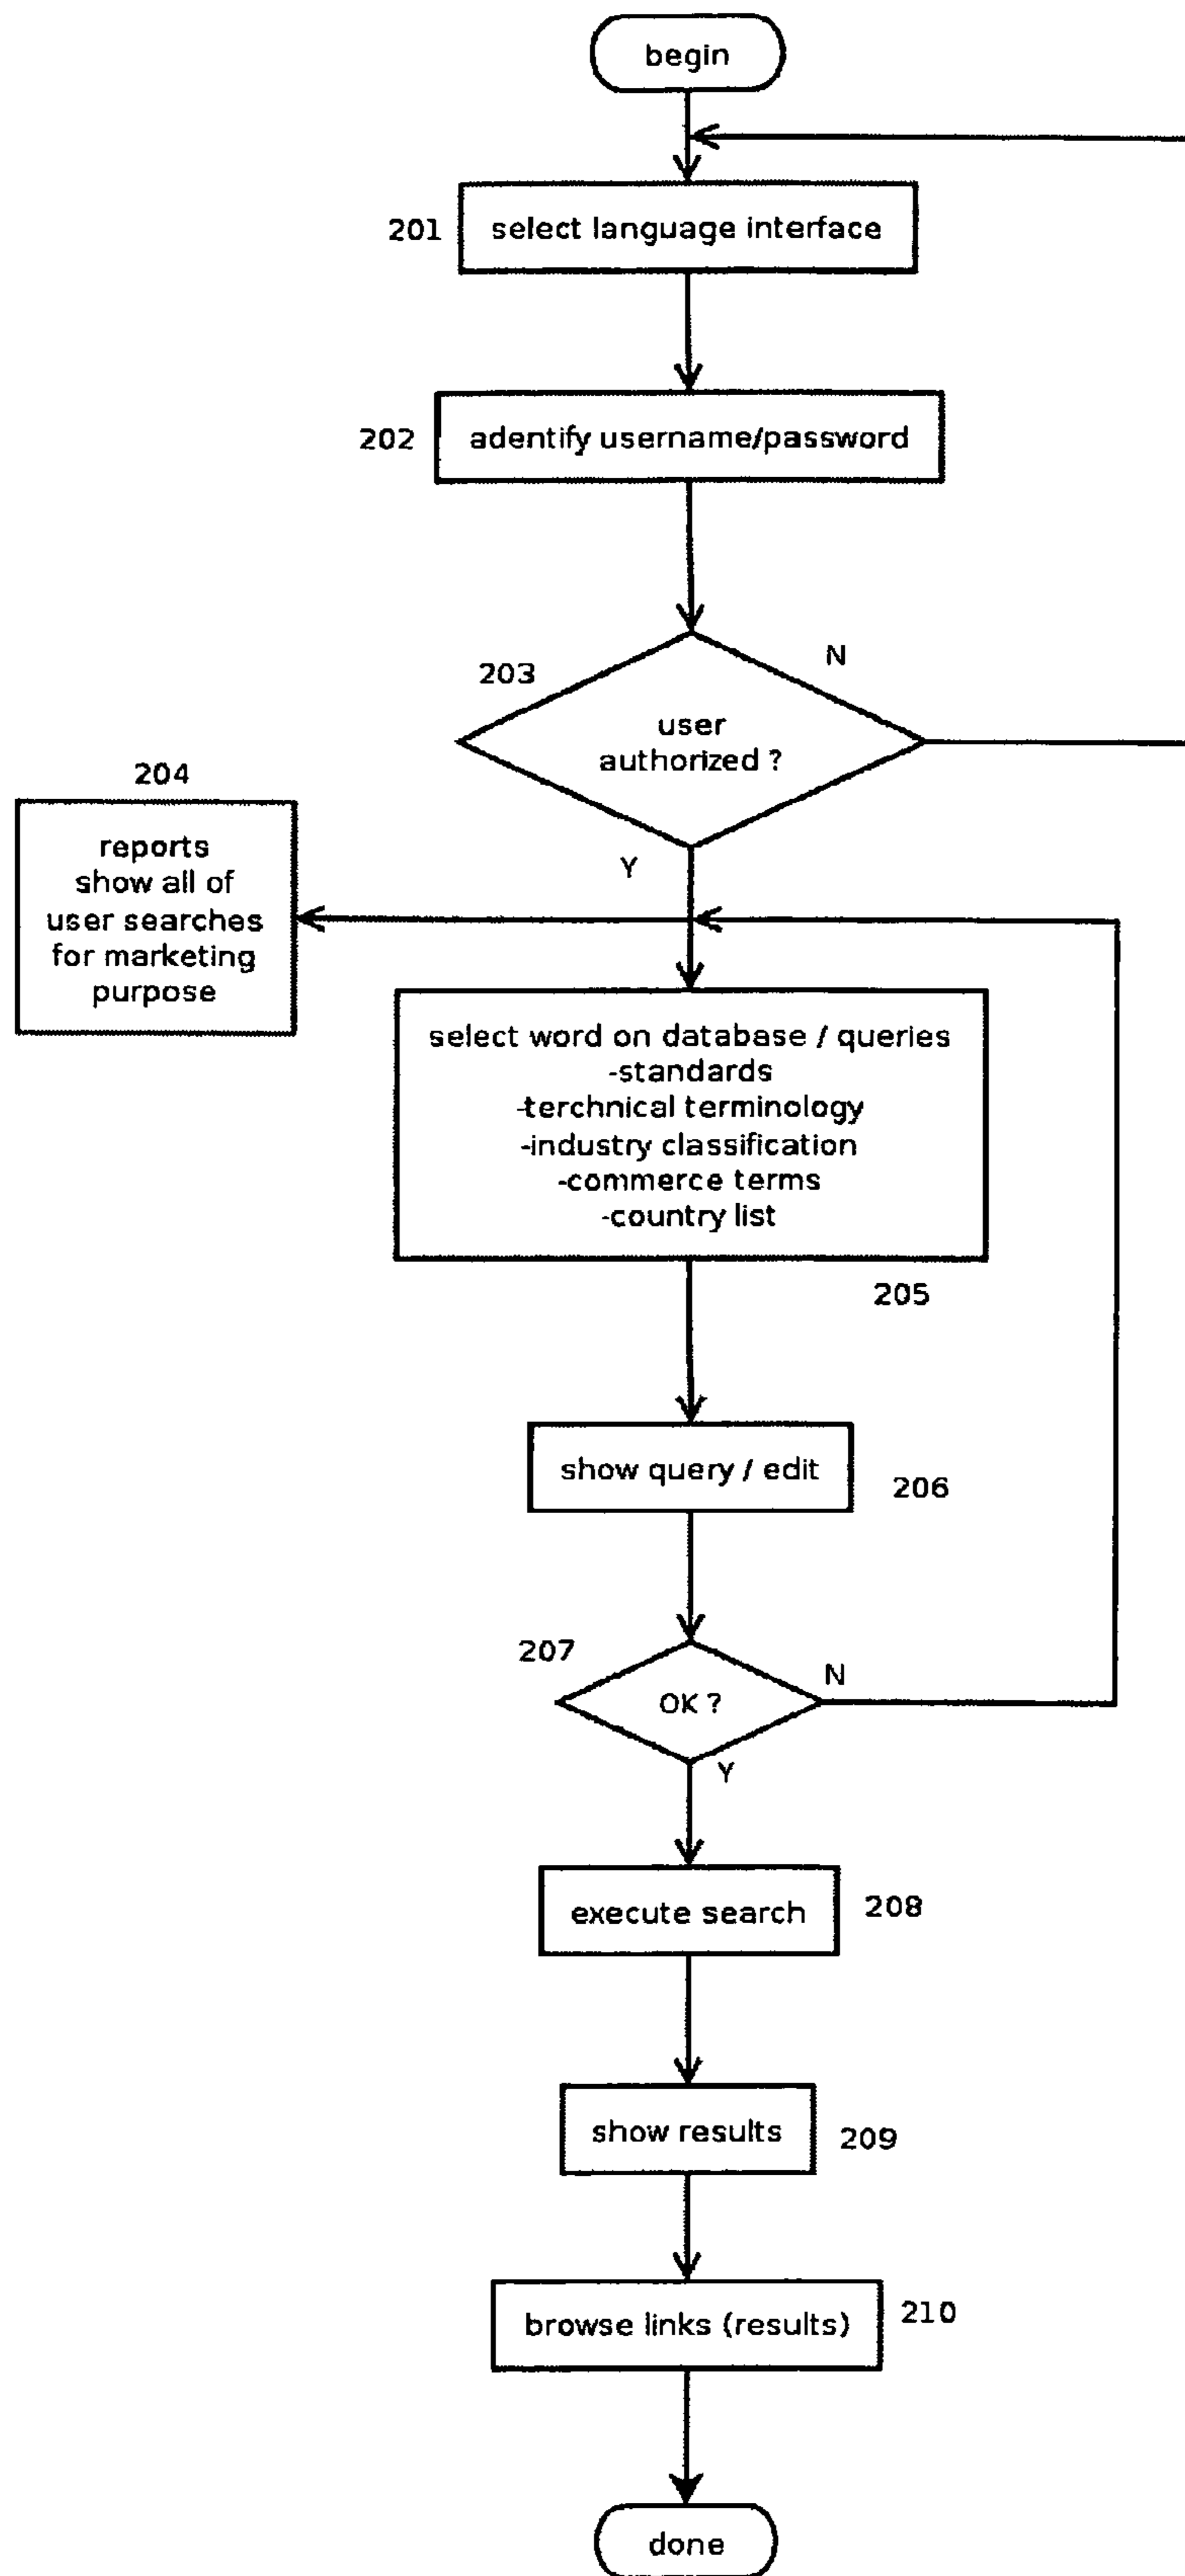 begin
201
select language interface
202
adentify username/password
203
N
user
authorized ?
204
Y
reports
show all of
user searches
for marketing
purpose
select word on database / queries
-standards
-terchnical terminology
-industry classification
-commerce terms
-country list
205
show query / edit
206
207
N
OK ?
Y
execute search
208
show results
209
browse links (results)
210
done